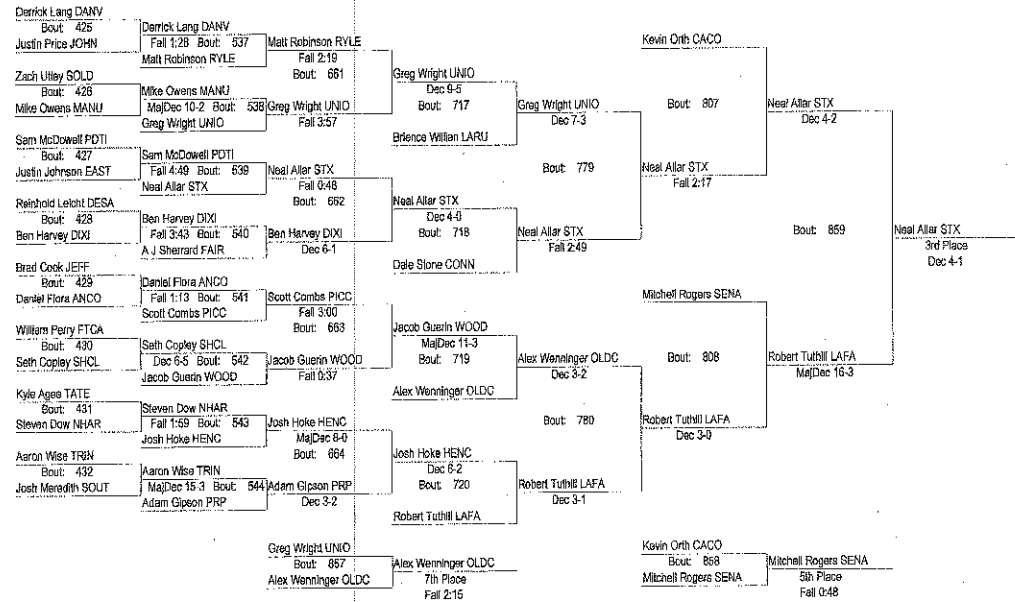 Derrick Lang DANV
Bout: 425
Justin Price JOHN
Zach Utley SOLD
Bout: 426
Mike Owens MANU
Sam McDowell PDTI
Bout: 427
Justin Johnson EAST
Reinhold Leicht DESA
Bout: 428
Ben Harvey DIXI
Brad Cook JEFF
Bout: 429
Daniel Flora ANCO
William Perry FTCA
Bout: 430
Seth Copley SHCL
Kyle Agee TATE
Bout: 431
Steven Dow NHAR
Aaron Wise TRIN
Bout: 432
Josh Meredith SOUT
Derrick Lang DANV
Fall 1:28 Bout: 537
Matt Robinson RYLE
Mike Owens MANU
MajDec 10-2 Bout: 538
Greg Wright UNIO
Sam McDowell PDTI
Fall 4:49 Bout: 539
Neal Allar STX
Ben Harvey DIXI
Fall 3:43 Bout: 540
A J Sherrard FAIR
Daniel Flora ANCO
Fall 1:13 Bout: 541
Scott Combs PICC
Seth Copley SHCL
Dec 6-5 Bout: 542
Jacob Guerin WOOD
Steven Dow NHAR
Fall 1:59 Bout: 543
Josh Hoke HENC
Aaron Wise TRIN
MajDec 15-3 Bout: 544
Adam Gipson PRP
Matt Robinson RYLE
Fall 2:19
Bout: 661
Greg Wright UNIO
Fall 3:57
Neal Allar STX
Fall 0:48
Bout: 662
Ben Harvey DIXI
Dec 6-1
Scott Combs PICC
Fall 3:00
Bout: 663
Jacob Guerin WOOD
Fall 0:37
Josh Hoke HENC
MajDec 8-0
Bout: 664
Adam Gipson PRP
Dec 3-2
Greg Wright UNIO
Dec 9-5
Bout: 717
Brience Willian LARU
Neal Allar STX
Dec 4-0
Bout: 718
Dale Stone CONN
Jacob Guerin WOOD
MajDec 11-3
Bout: 719
Alex Wenninger OLDC
Josh Hoke HENC
Dec 6-2
Bout: 720
Robert Tuthill LAFA
Greg Wright UNIO
Dec 7-3
Bout: 779
Neal Allar STX
Fall 2:49
Alex Wenninger OLDC
Dec 3-2
Bout: 780
Robert Tuthill LAFA
Dec 3-1
Kevin Orth CACO
Bout: 807
Neal Allar STX
Fall 2:17
Mitchell Rogers SENA
Bout: 808
Robert Tuthill LAFA
Dec 3-0
Neal Allar STX
Dec 4-2
Bout: 859
Robert Tuthill LAFA
MajDec 16-3
Neal Allar STX
3rd Place
Dec 4-1
Greg Wright UNIO
Bout: 857
Alex Wenninger OLDC
Alex Wenninger OLDC
7th Place
Fall 2:15
Kevin Orth CACO
Bout: 858
Mitchell Rogers SENA
Mitchell Rogers SENA
5th Place
Fall 0:48